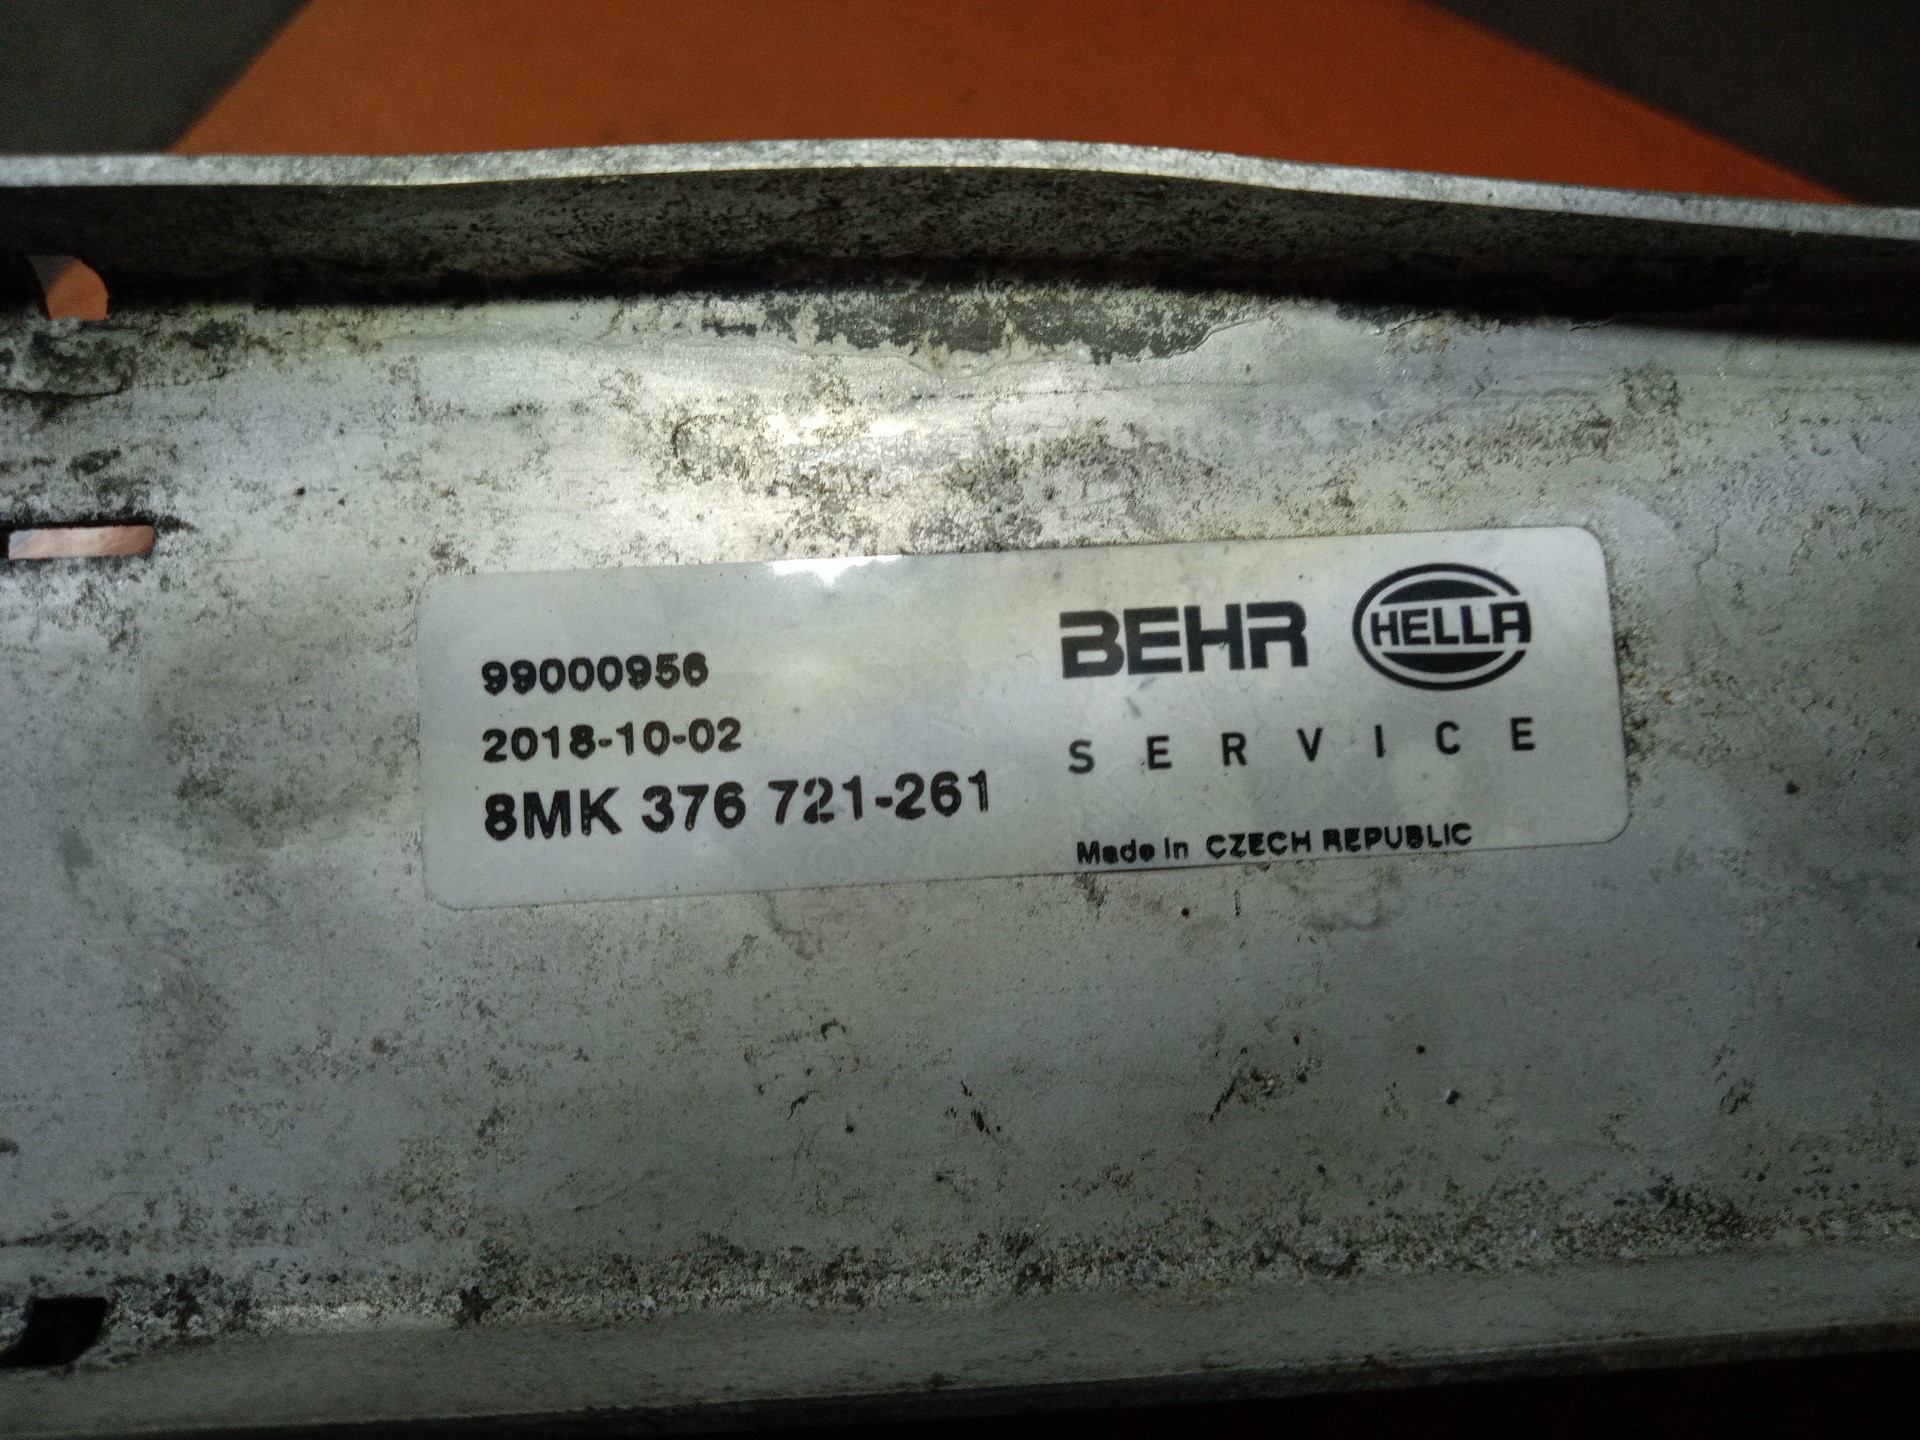 99000956
2018-10-02
8MK 376 721-261
BEHR HELLA
SERVICE
Made in CZECH REPUBLIC